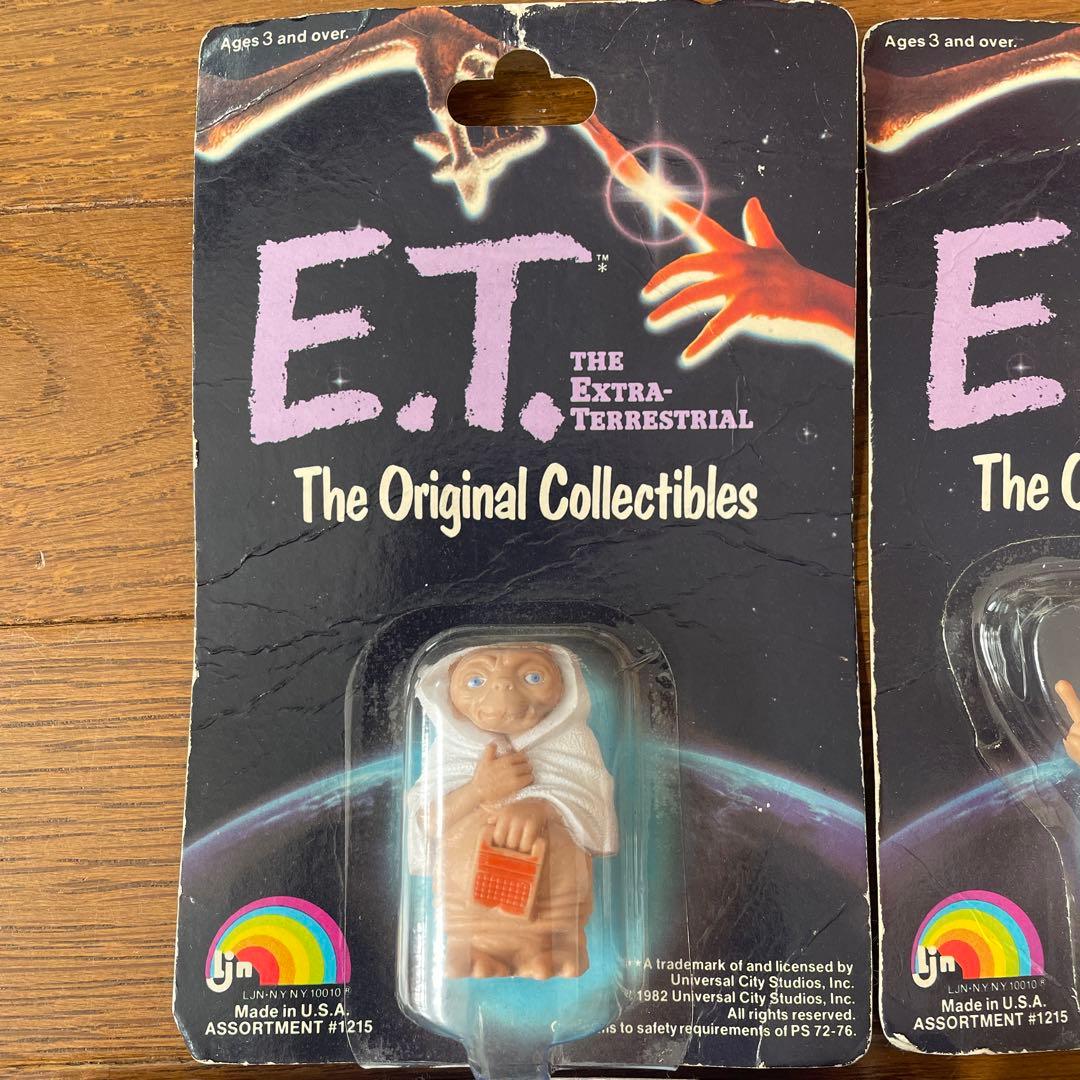 Ages 3 and over.
E.T.™
*
THE
EXTRA-
TERRESTRIAL
The Original Collectibles
ljn
LJN•N.Y. N.Y. 10010 ®
Made in U.S.A.
ASSORTMENT #1215
*A trademark of and licensed by
Universal City Studios, Inc.
1982 Universal City Studios, Inc.
All rights reserved.
to safety requirements of PS 72-76.
Ages 3 and over.
E
The
ljn
LJN•N.Y. N.Y. 10010 ®
Made in U.S.A.
ASSORTMENT #1215